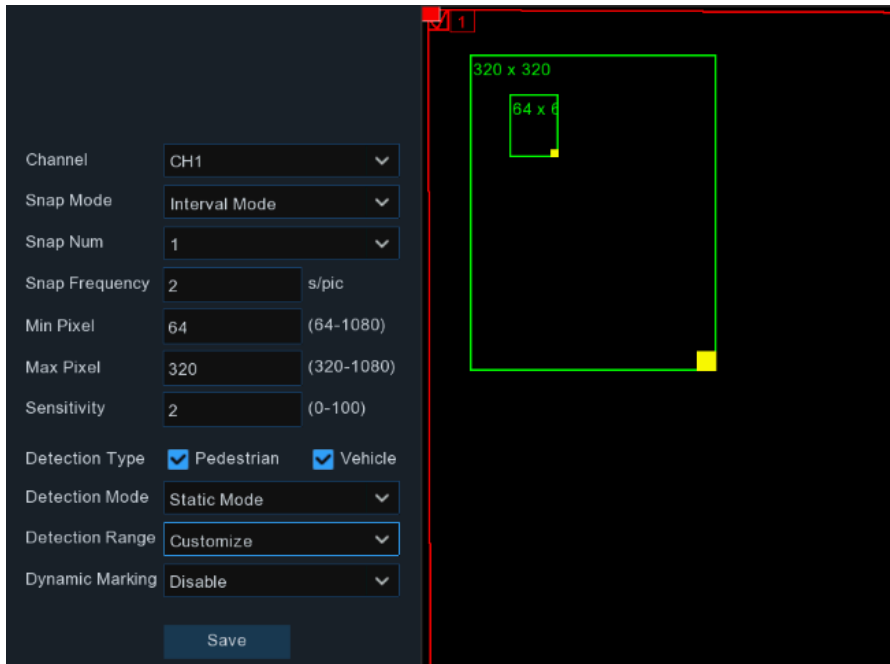 1
320 x 320
64 x 6
Channel CH1
Snap Mode Interval Mode
Snap Num 1
Snap Frequency 2 s/pic
Min Pixel 64 (64-1080)
Max Pixel 320 (320-1080)
Sensitivity 2 (0-100)
Detection Type Pedestrian Vehicle
Detection Mode Static Mode
Detection Range Customize
Dynamic Marking Disable
Save